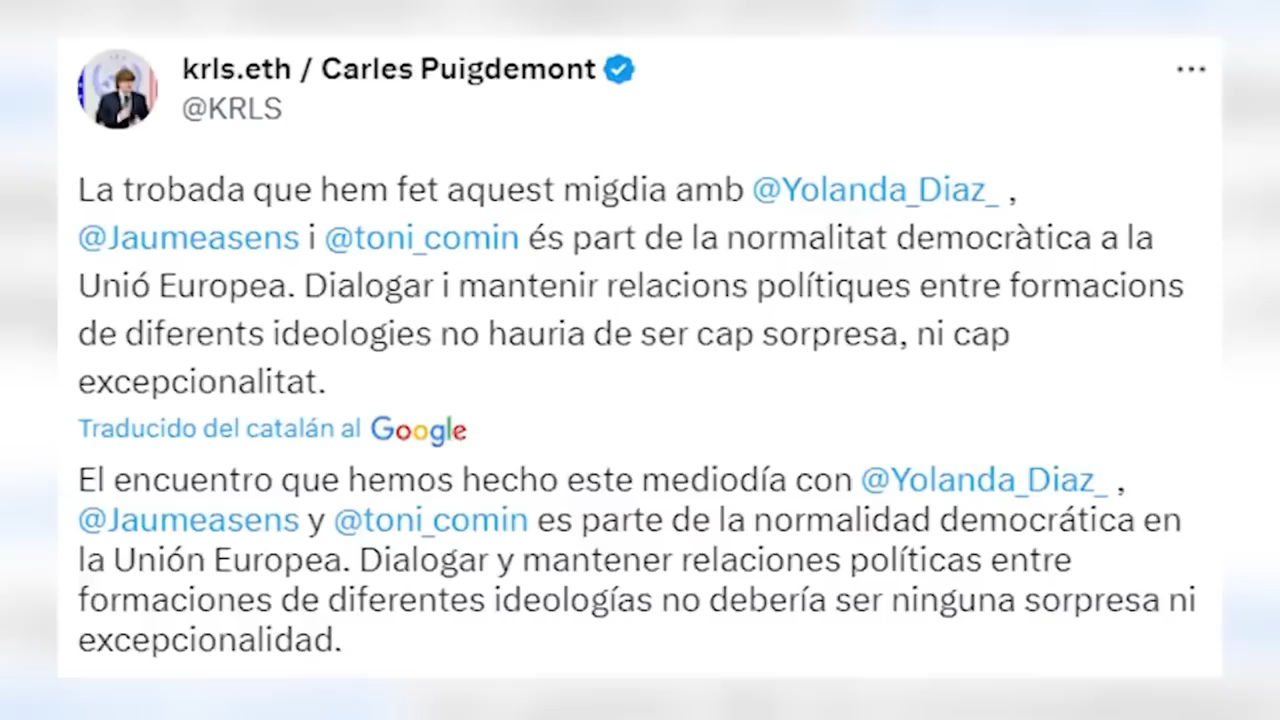 krls.eth / Carles Puigdemont
@KRLS
La trobada que hem fet aquest migdia amb @Yolanda_Diaz_ ,
@Jaumeasens i @toni_comin és part de la normalitat democràtica a la
Unió Europea. Dialogar i mantenir relacions polítiques entre formacions
de diferents ideologies no hauria de ser cap sorpresa, ni cap
excepcionalitat.
Traducido del catalán al Google
El encuentro que hemos hecho este mediodía con @Yolanda_Diaz_ ,
@Jaumeasens y @toni_comin es parte de la normalidad democrática en
la Unión Europea. Dialogar y mantener relaciones políticas entre
formaciones de diferentes ideologías no debería ser ninguna sorpresa ni
excepcionalidad.